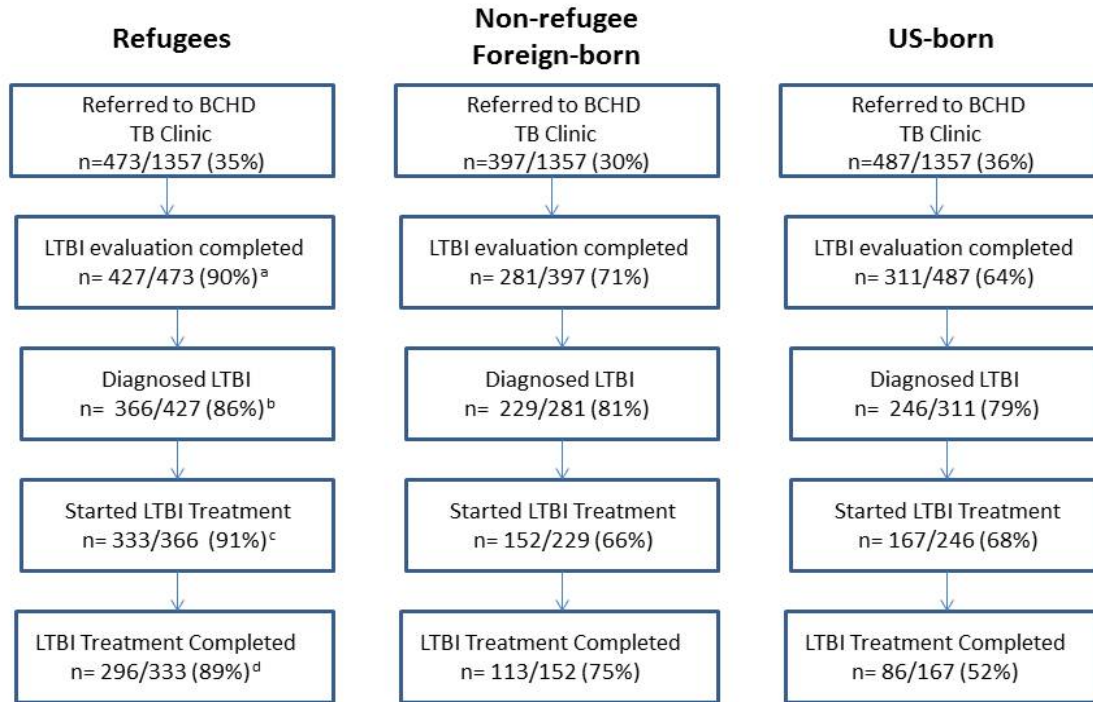 Refugees
Referred to BCHD
TB Clinic
n=473/1357 (35%)
LTBI evaluation completed
n= 427/473 (90%)ᵃ
Diagnosed LTBI
n= 366/427 (86%)ᵇ
Started LTBI Treatment
n= 333/366 (91%)ᶜ
LTBI Treatment Completed
n= 296/333 (89%)ᵈ
Non-refugee
Foreign-born
Referred to BCHD
TB Clinic
n=397/1357 (30%)
LTBI evaluation completed
n= 281/397 (71%)
Diagnosed LTBI
n= 229/281 (81%)
Started LTBI Treatment
n= 152/229 (66%)
LTBI Treatment Completed
n= 113/152 (75%)
US-born
Referred to BCHD
TB Clinic
n=487/1357 (36%)
LTBI evaluation completed
n= 311/487 (64%)
Diagnosed LTBI
n= 246/311 (79%)
Started LTBI Treatment
n= 167/246 (68%)
LTBI Treatment Completed
n= 86/167 (52%)